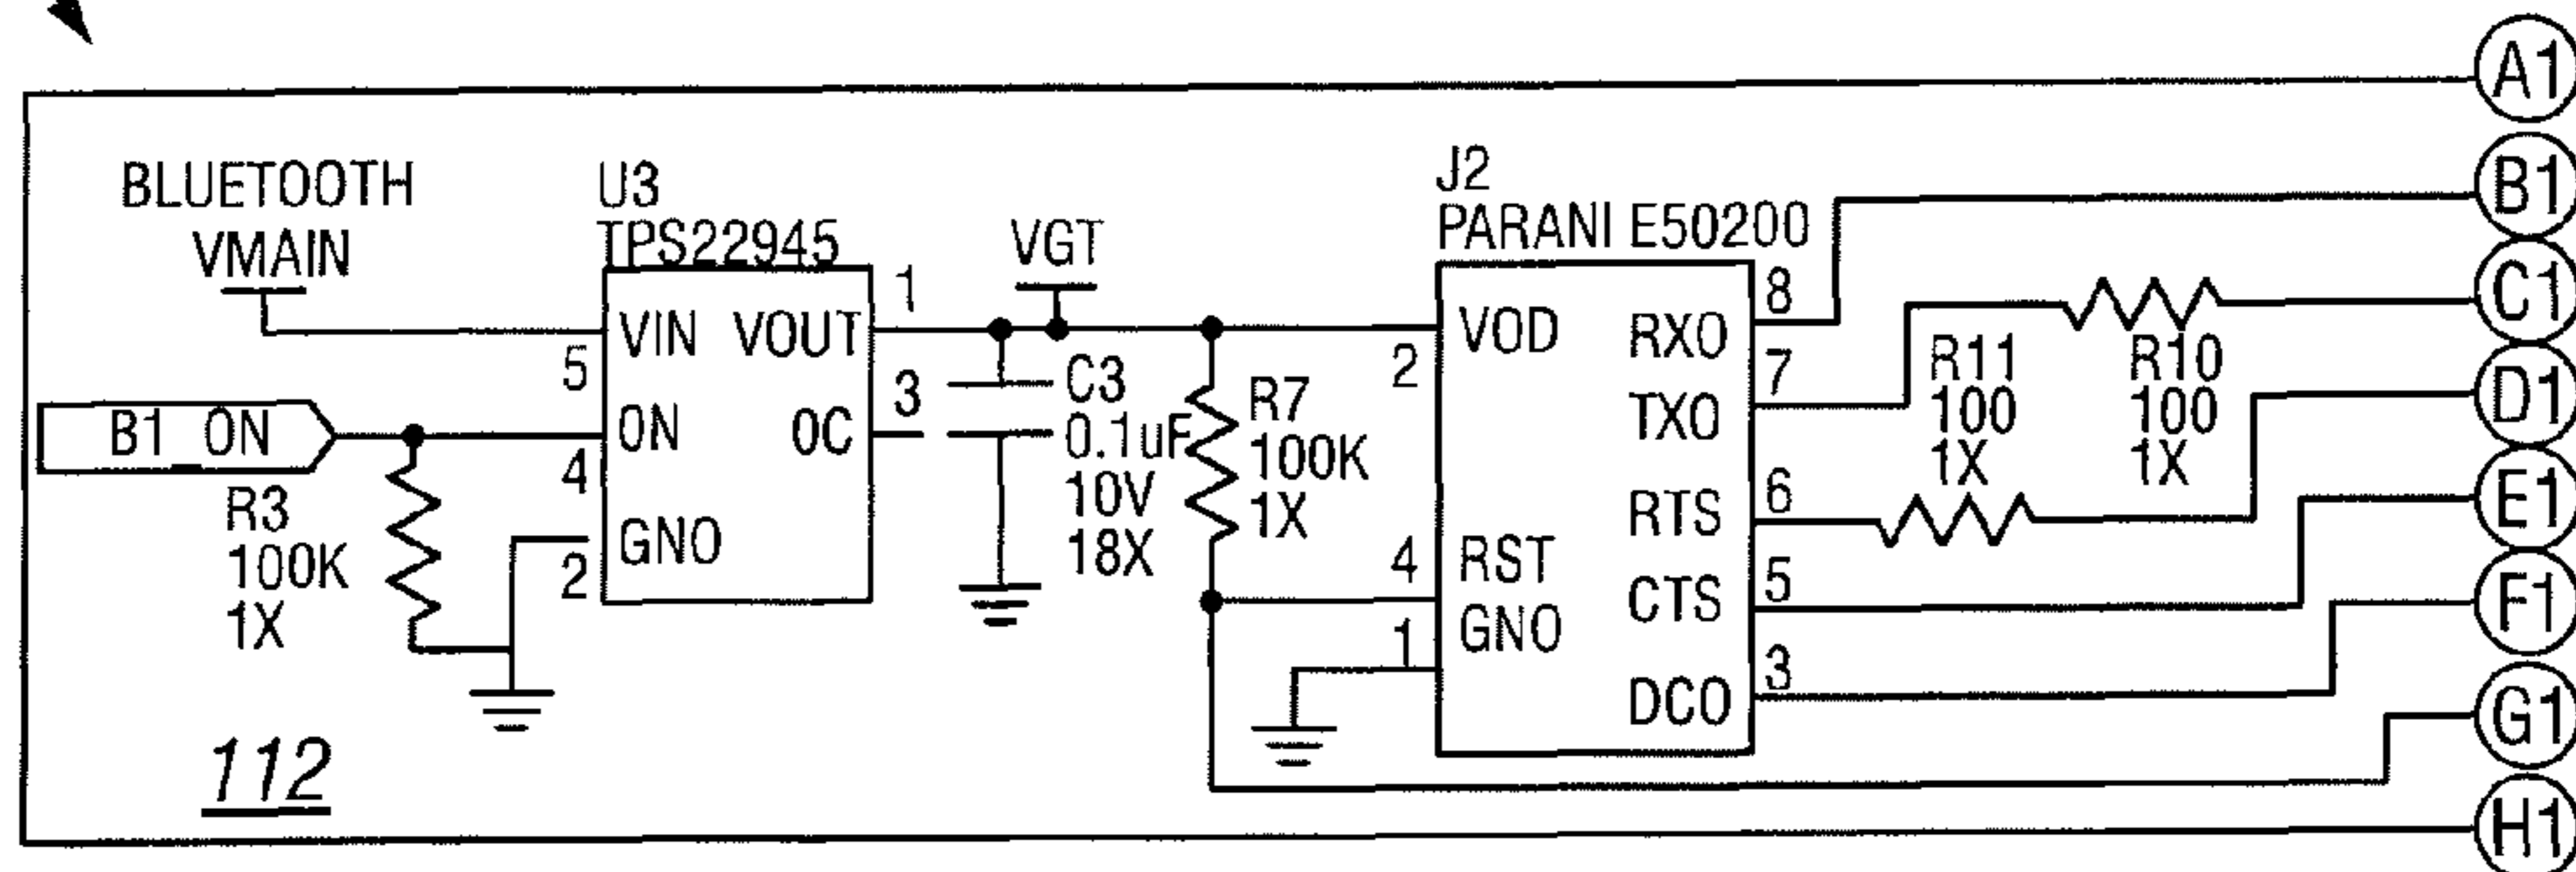 A1
BLUETOOTH
VMAIN
U3
TPS22945
VGT
J2
PARANI E50200
B1
VIN VOUT
1
5
B1_ON
ON OC
3
4
GNO
2
R3
100K
1X
C3
0.1uF
10V
18X
R7
100K
1X
VOD RXO
2
8
TXO
7
RTS
6
RST
4
CTS
5
GNO
1
DCO
3
R11
100
1X
R10
100
1X
C1
D1
E1
F1
G1
H1
112